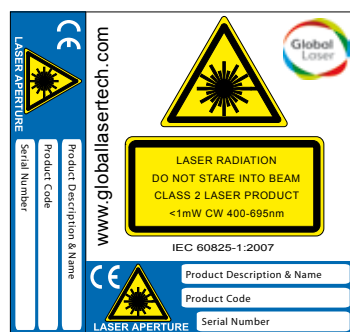 CE
LASER APERTURE
Serial Number
Product Code
Product Description & Name
www.globallasertech.com
Global
Laser
LASER RADIATION
DO NOT STARE INTO BEAM
CLASS 2 LASER PRODUCT
<1mW CW 400-695nm
IEC 60825-1:2007
CE
LASER APERTURE
Product Description & Name
Product Code
Serial Number